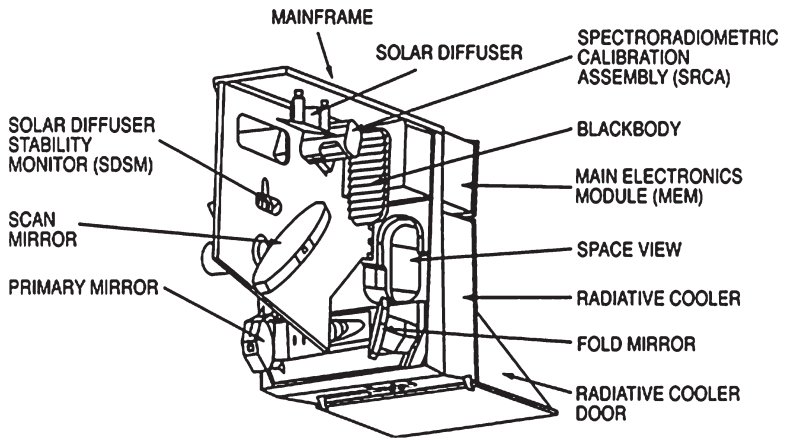 MAINFRAME
SOLAR DIFFUSER
SPECTRORADIOMETRIC
CALIBRATION
ASSEMBLY (SRCA)
SOLAR DIFFUSER
STABILITY
MONITOR (SDSM)
BLACKBODY
MAIN ELECTRONICS
MODULE (MEM)
SCAN
MIRROR
SPACE VIEW
PRIMARY MIRROR
RADIATIVE COOLER
FOLD MIRROR
RADIATIVE COOLER
DOOR